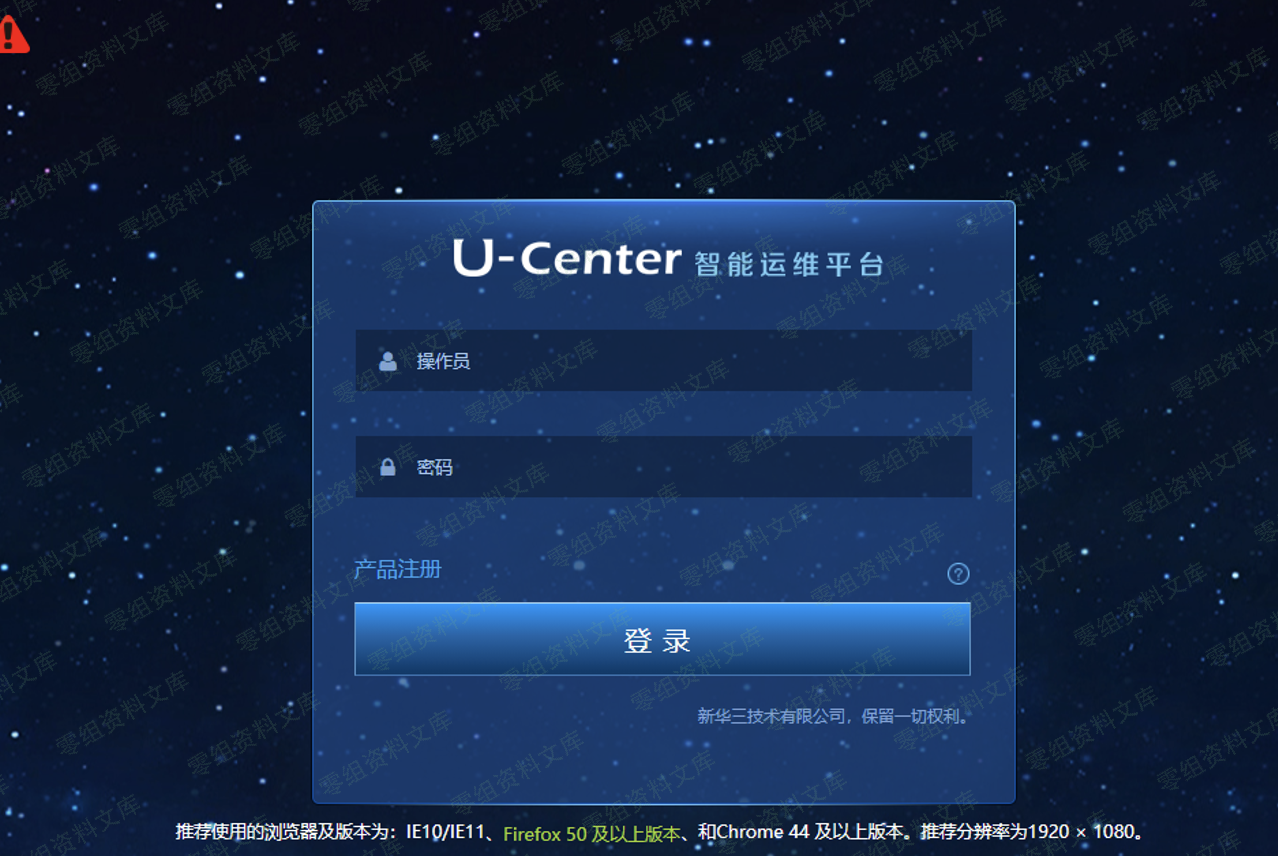 U-Center 智能运维平台
操作员
密码
产品注册
登 录
新华三技术有限公司，保留一切权利。
推荐使用的浏览器及版本为：IE10/IE11、Firefox 50 及以上版本、和Chrome 44 及以上版本。推荐分辨率为1920 × 1080。
零组资料文库